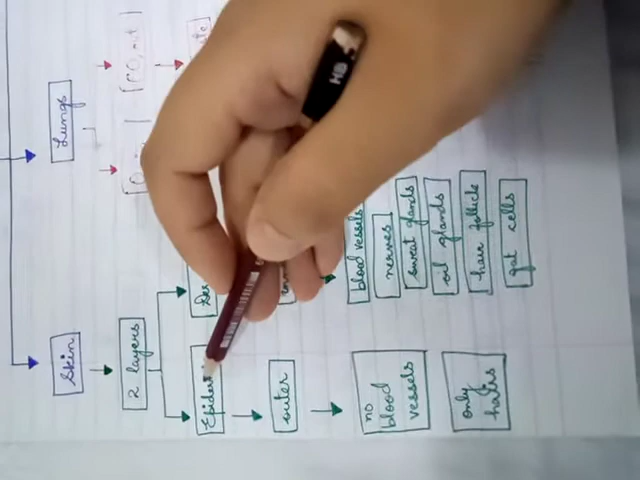 Lungs
Skin
2 layers
outer
no
blood
vessels
only
hairs
blood vessels
nerves
sweat glands
oil glands
hair follicle
fat cells
HB